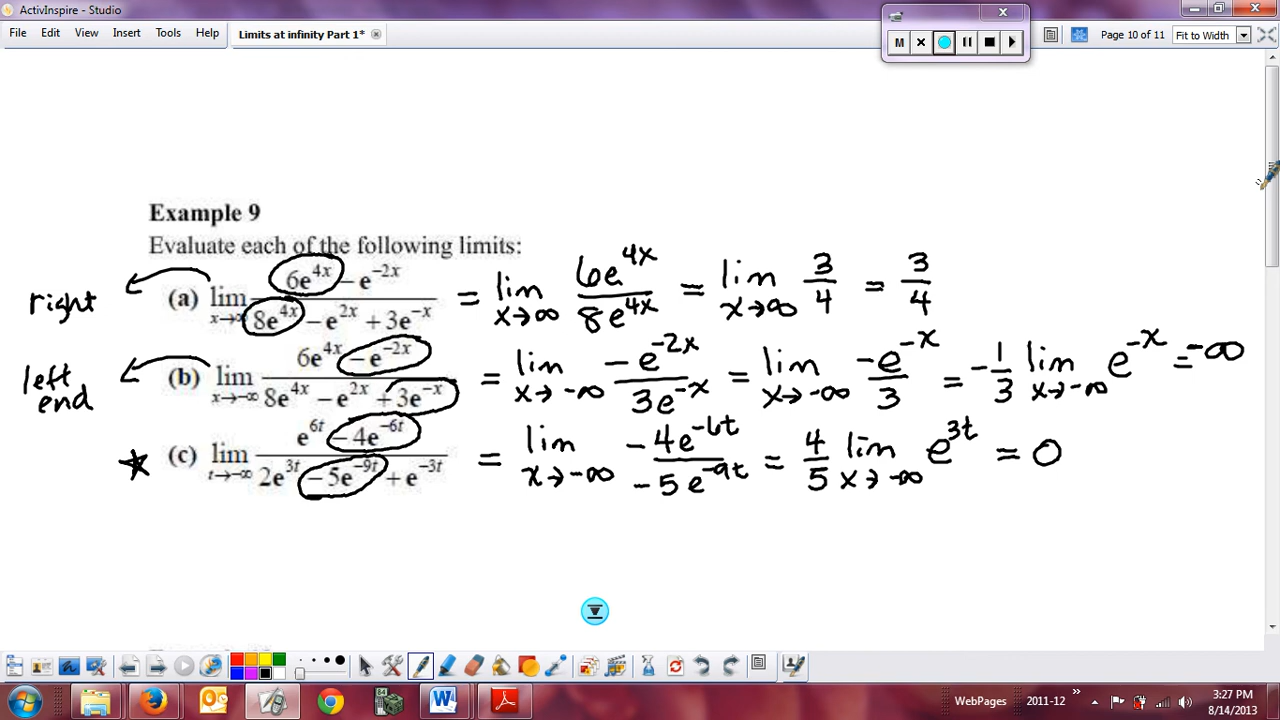 ActivInspire - Studio
File Edit View Insert Tools Help Limits at infinity Part 1* Page 10 of 11 Fit to Width
M
Example 9
Evaluate each of the following limits:
right (a) lim x→∞ (6e^{4x} − e^{−2x}) / (8e^{4x} − e^{2x} + 3e^{−x}) = lim x→∞ 6e^{4x} / 8e^{4x} = lim x→∞ 3/4 = 3/4
left end (b) lim x→−∞ (6e^{4x} − e^{−2x}) / (8e^{4x} − e^{2x} + 3e^{−x}) = lim x→−∞ −e^{−2x} / 3e^{−x} = lim x→−∞ −e^{−x} / 3 = −1/3 lim x→−∞ e^{−x} = −∞
★ (c) lim t→−∞ (e^{6t} − 4e^{−6t}) / (2e^{3t} − 5e^{−9t} + e^{−3t}) = lim x→−∞ −4e^{−6t} / −5e^{−9t} = 4/5 lim x→−∞ e^{3t} = 0
WebPages 2011-12 » 3:27 PM
8/14/2013